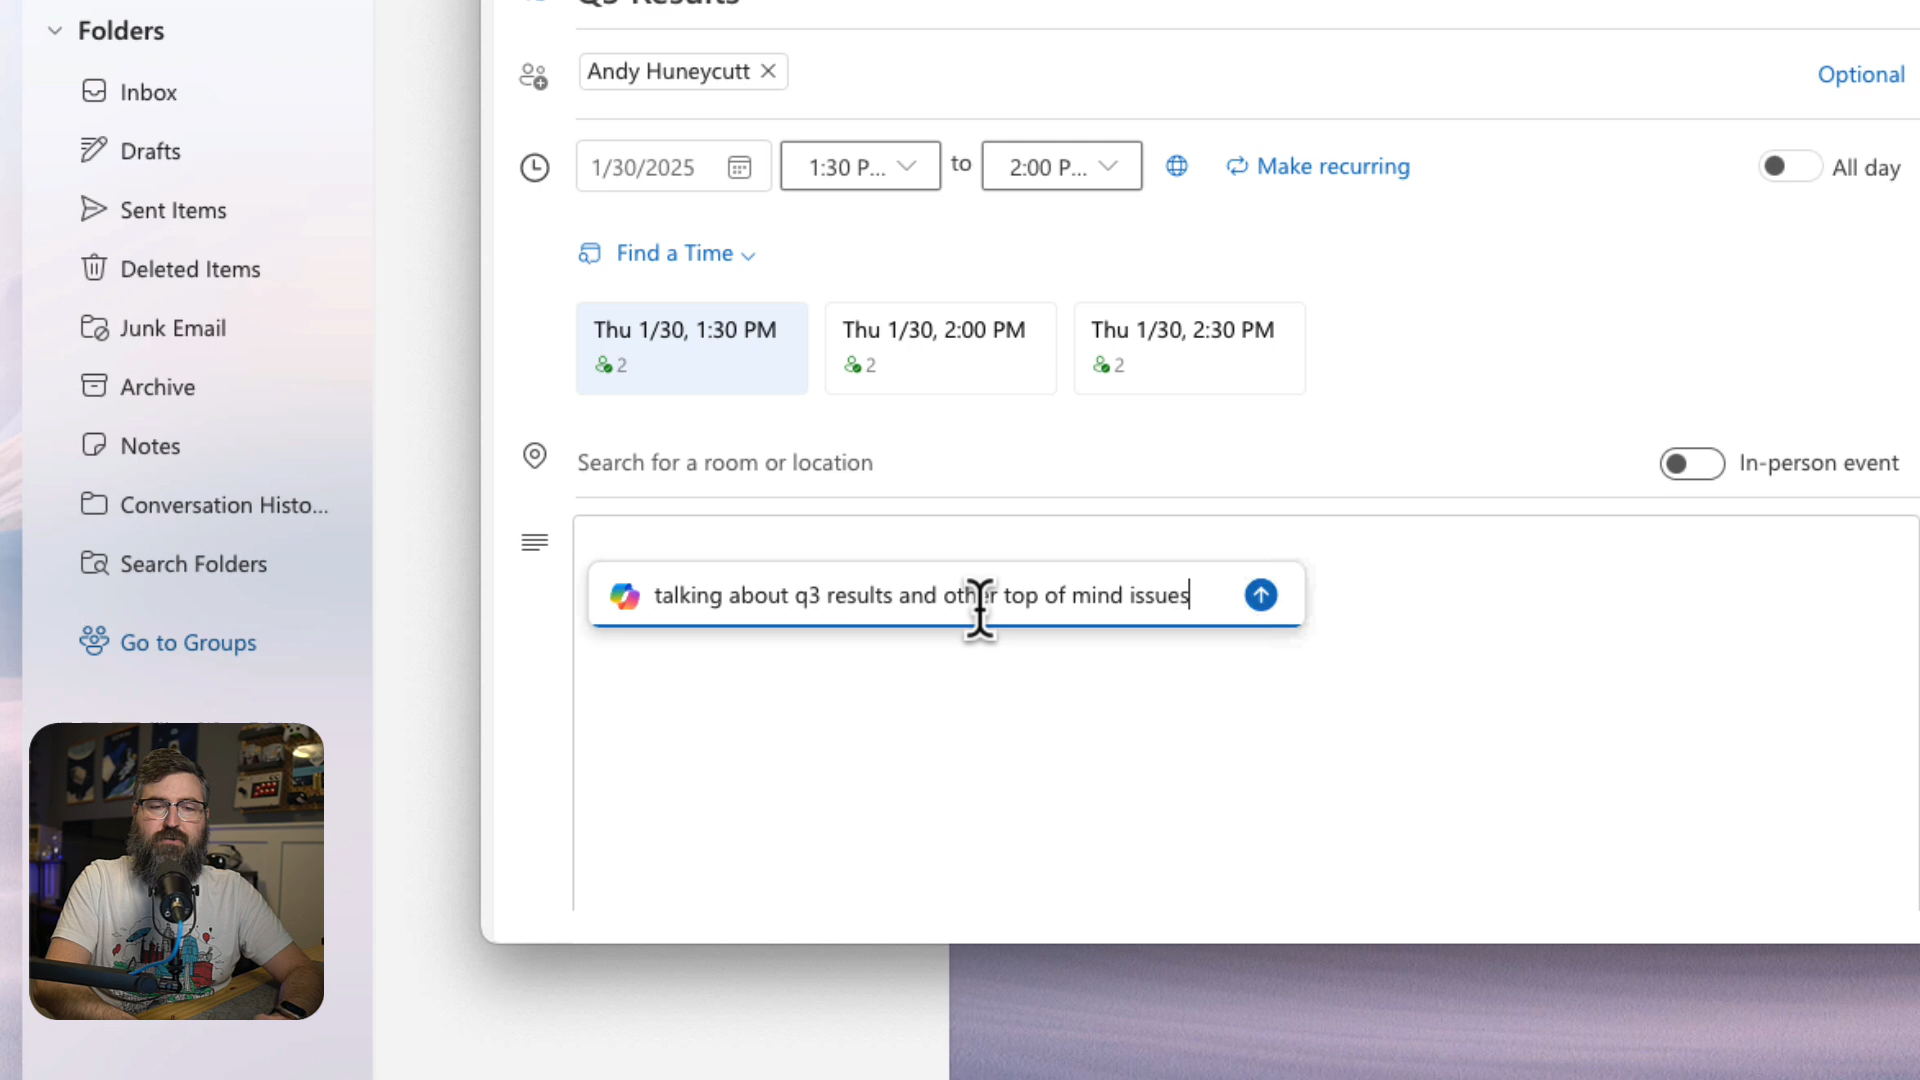 Folders
Inbox
Drafts
Sent Items
Deleted Items
Junk Email
Archive
Notes
Conversation Histo...
Search Folders
Go to Groups
Q3 Results
Andy Huneycutt
Optional
1/30/2025 1:30 P... to 2:00 P... Make recurring All day
Find a Time
Thu 1/30, 1:30 PM Thu 1/30, 2:00 PM Thu 1/30, 2:30 PM
2 2 2
Search for a room or location In-person event
talking about q3 results and other top of mind issues